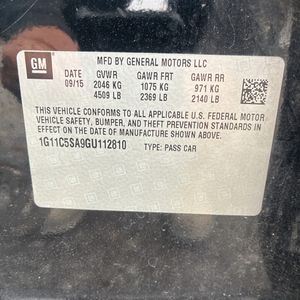 GM
MFD BY GENERAL MOTORS LLC
DATE GVWR GAWR FRT GAWR RR
09/15 2046 KG 1075 KG 971 KG
4509 LB 2369 LB 2140 LB
THIS VEHICLE CONFORMS TO ALL APPLICABLE U.S. FEDERAL MOTOR
VEHICLE SAFETY, BUMPER, AND THEFT PREVENTION STANDARDS IN
EFFECT ON THE DATE OF MANUFACTURE SHOWN ABOVE.
1G11C5SA9GU112810 TYPE: PASS CAR